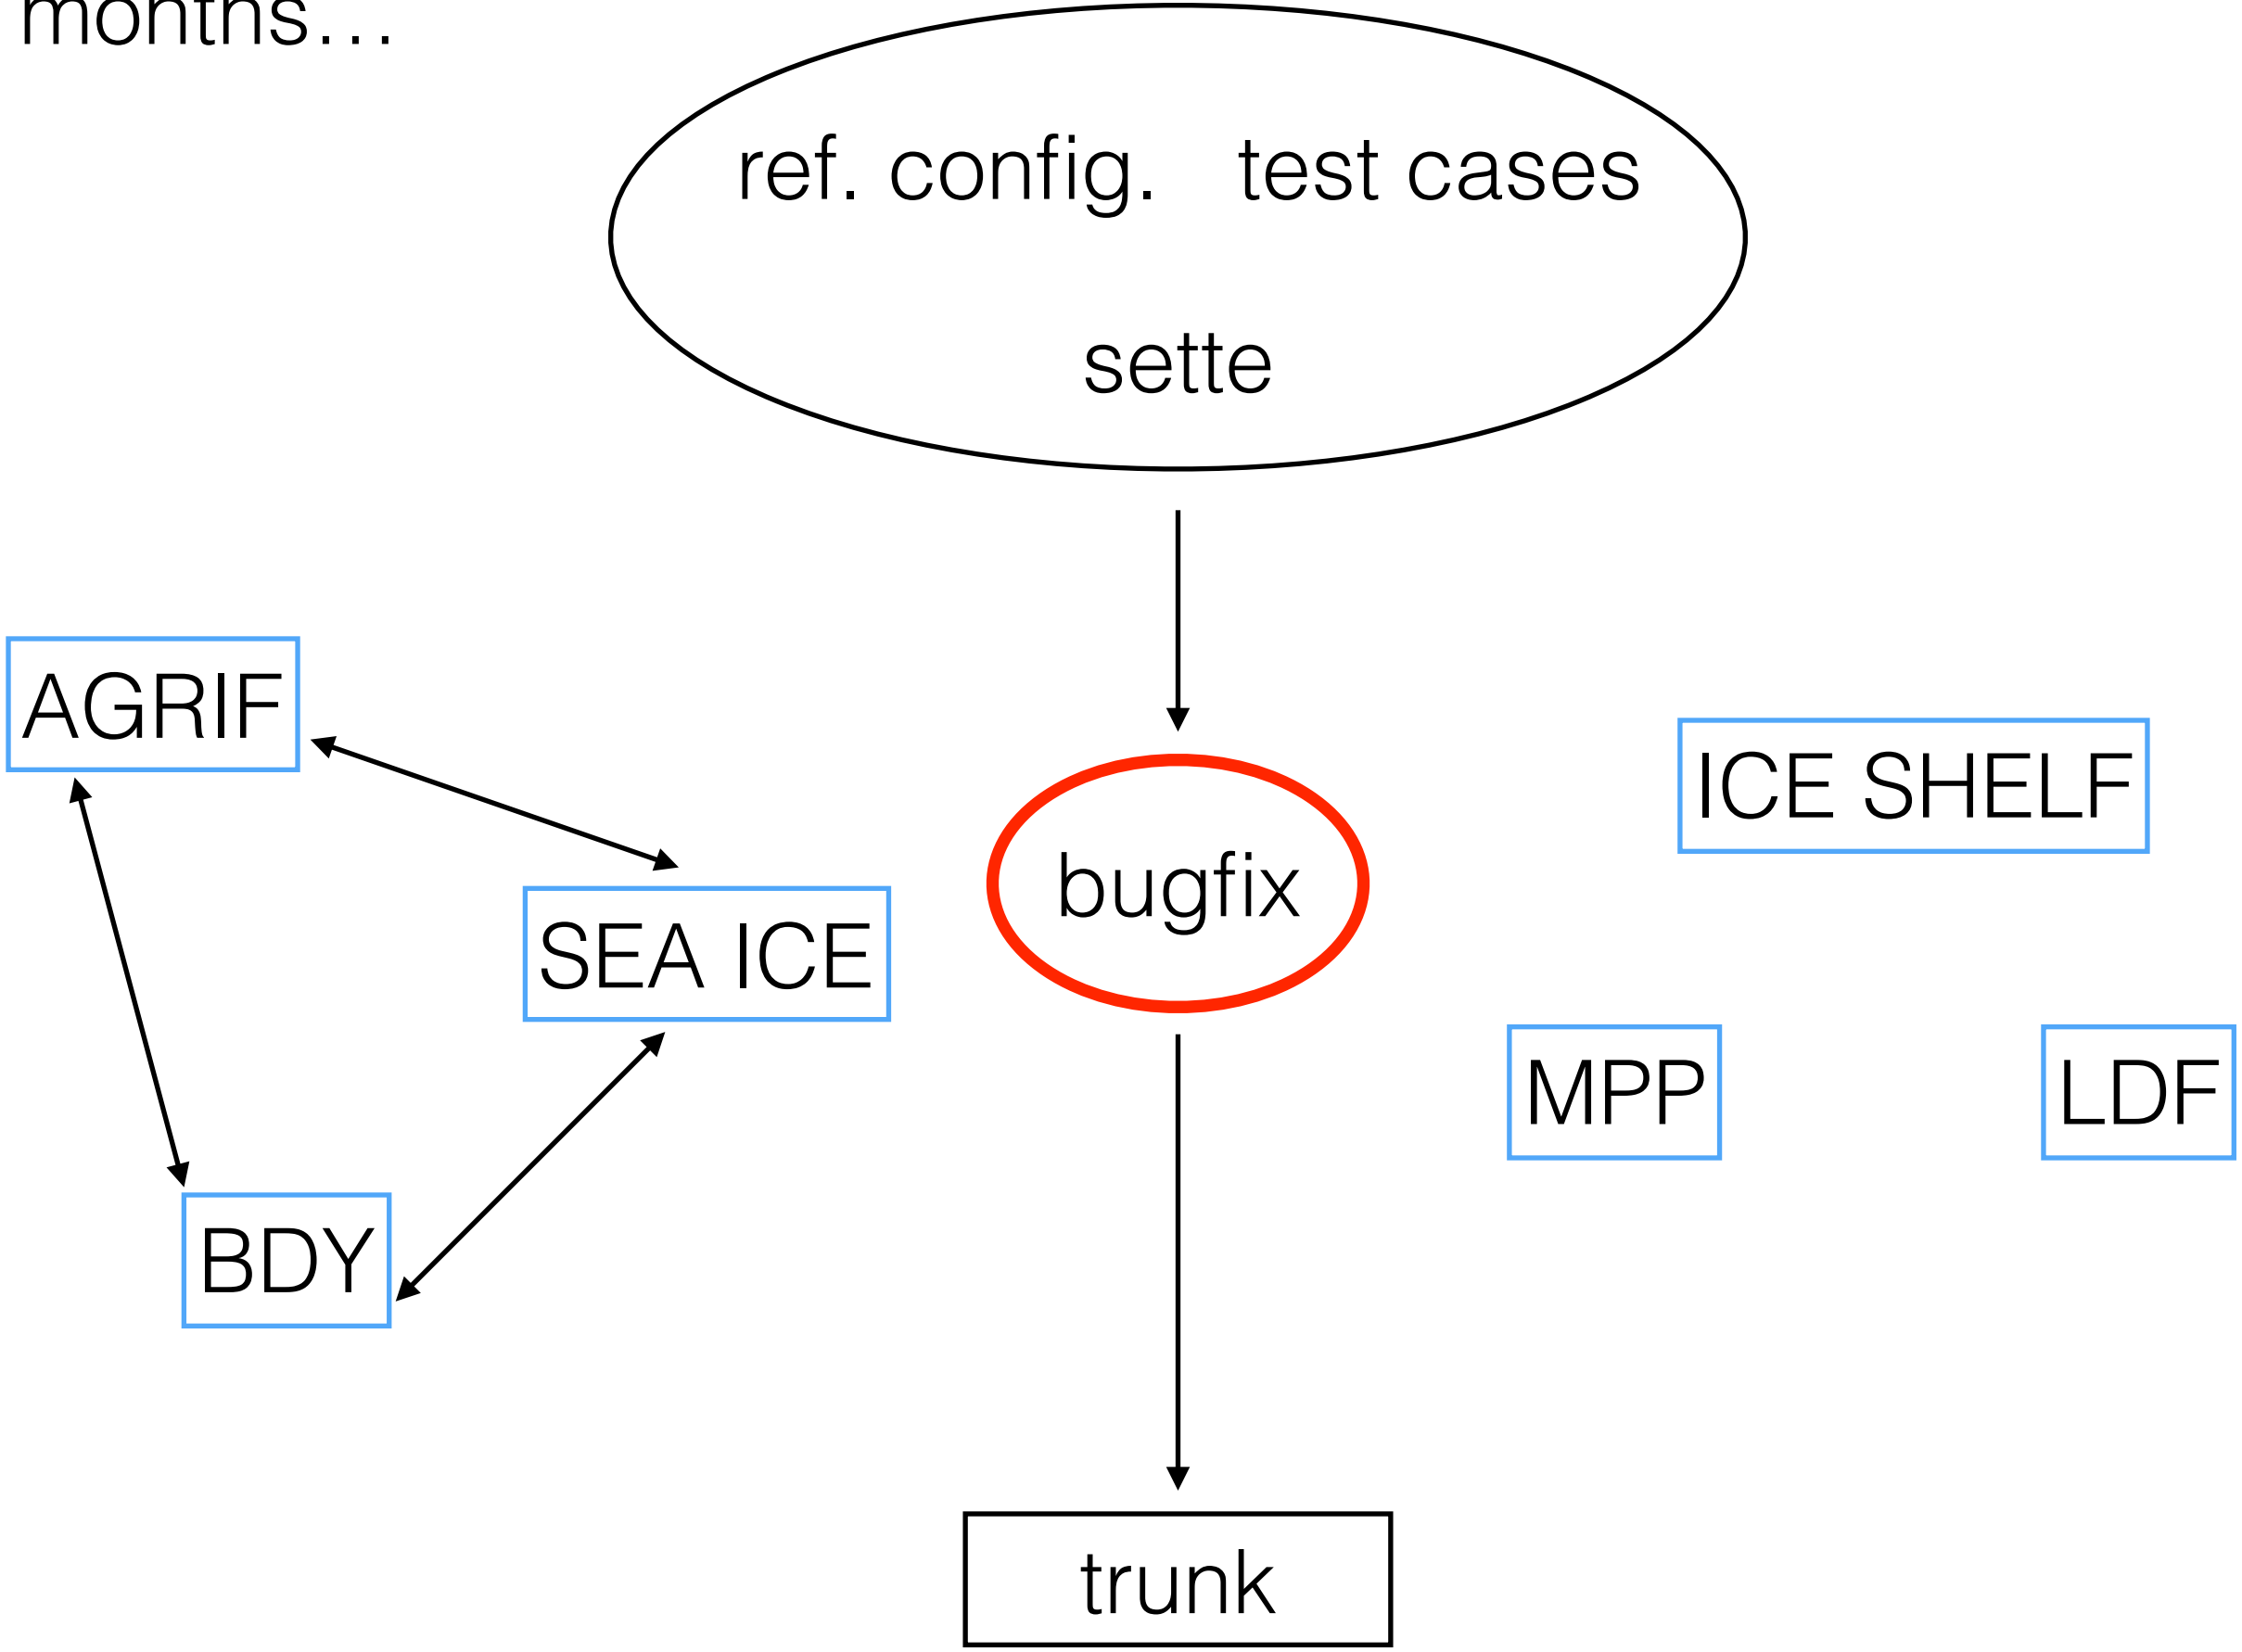 months...
ref. config. test cases
sette
AGRIF
ICE SHELF
bugfix
SEA ICE
MPP
LDF
BDY
trunk